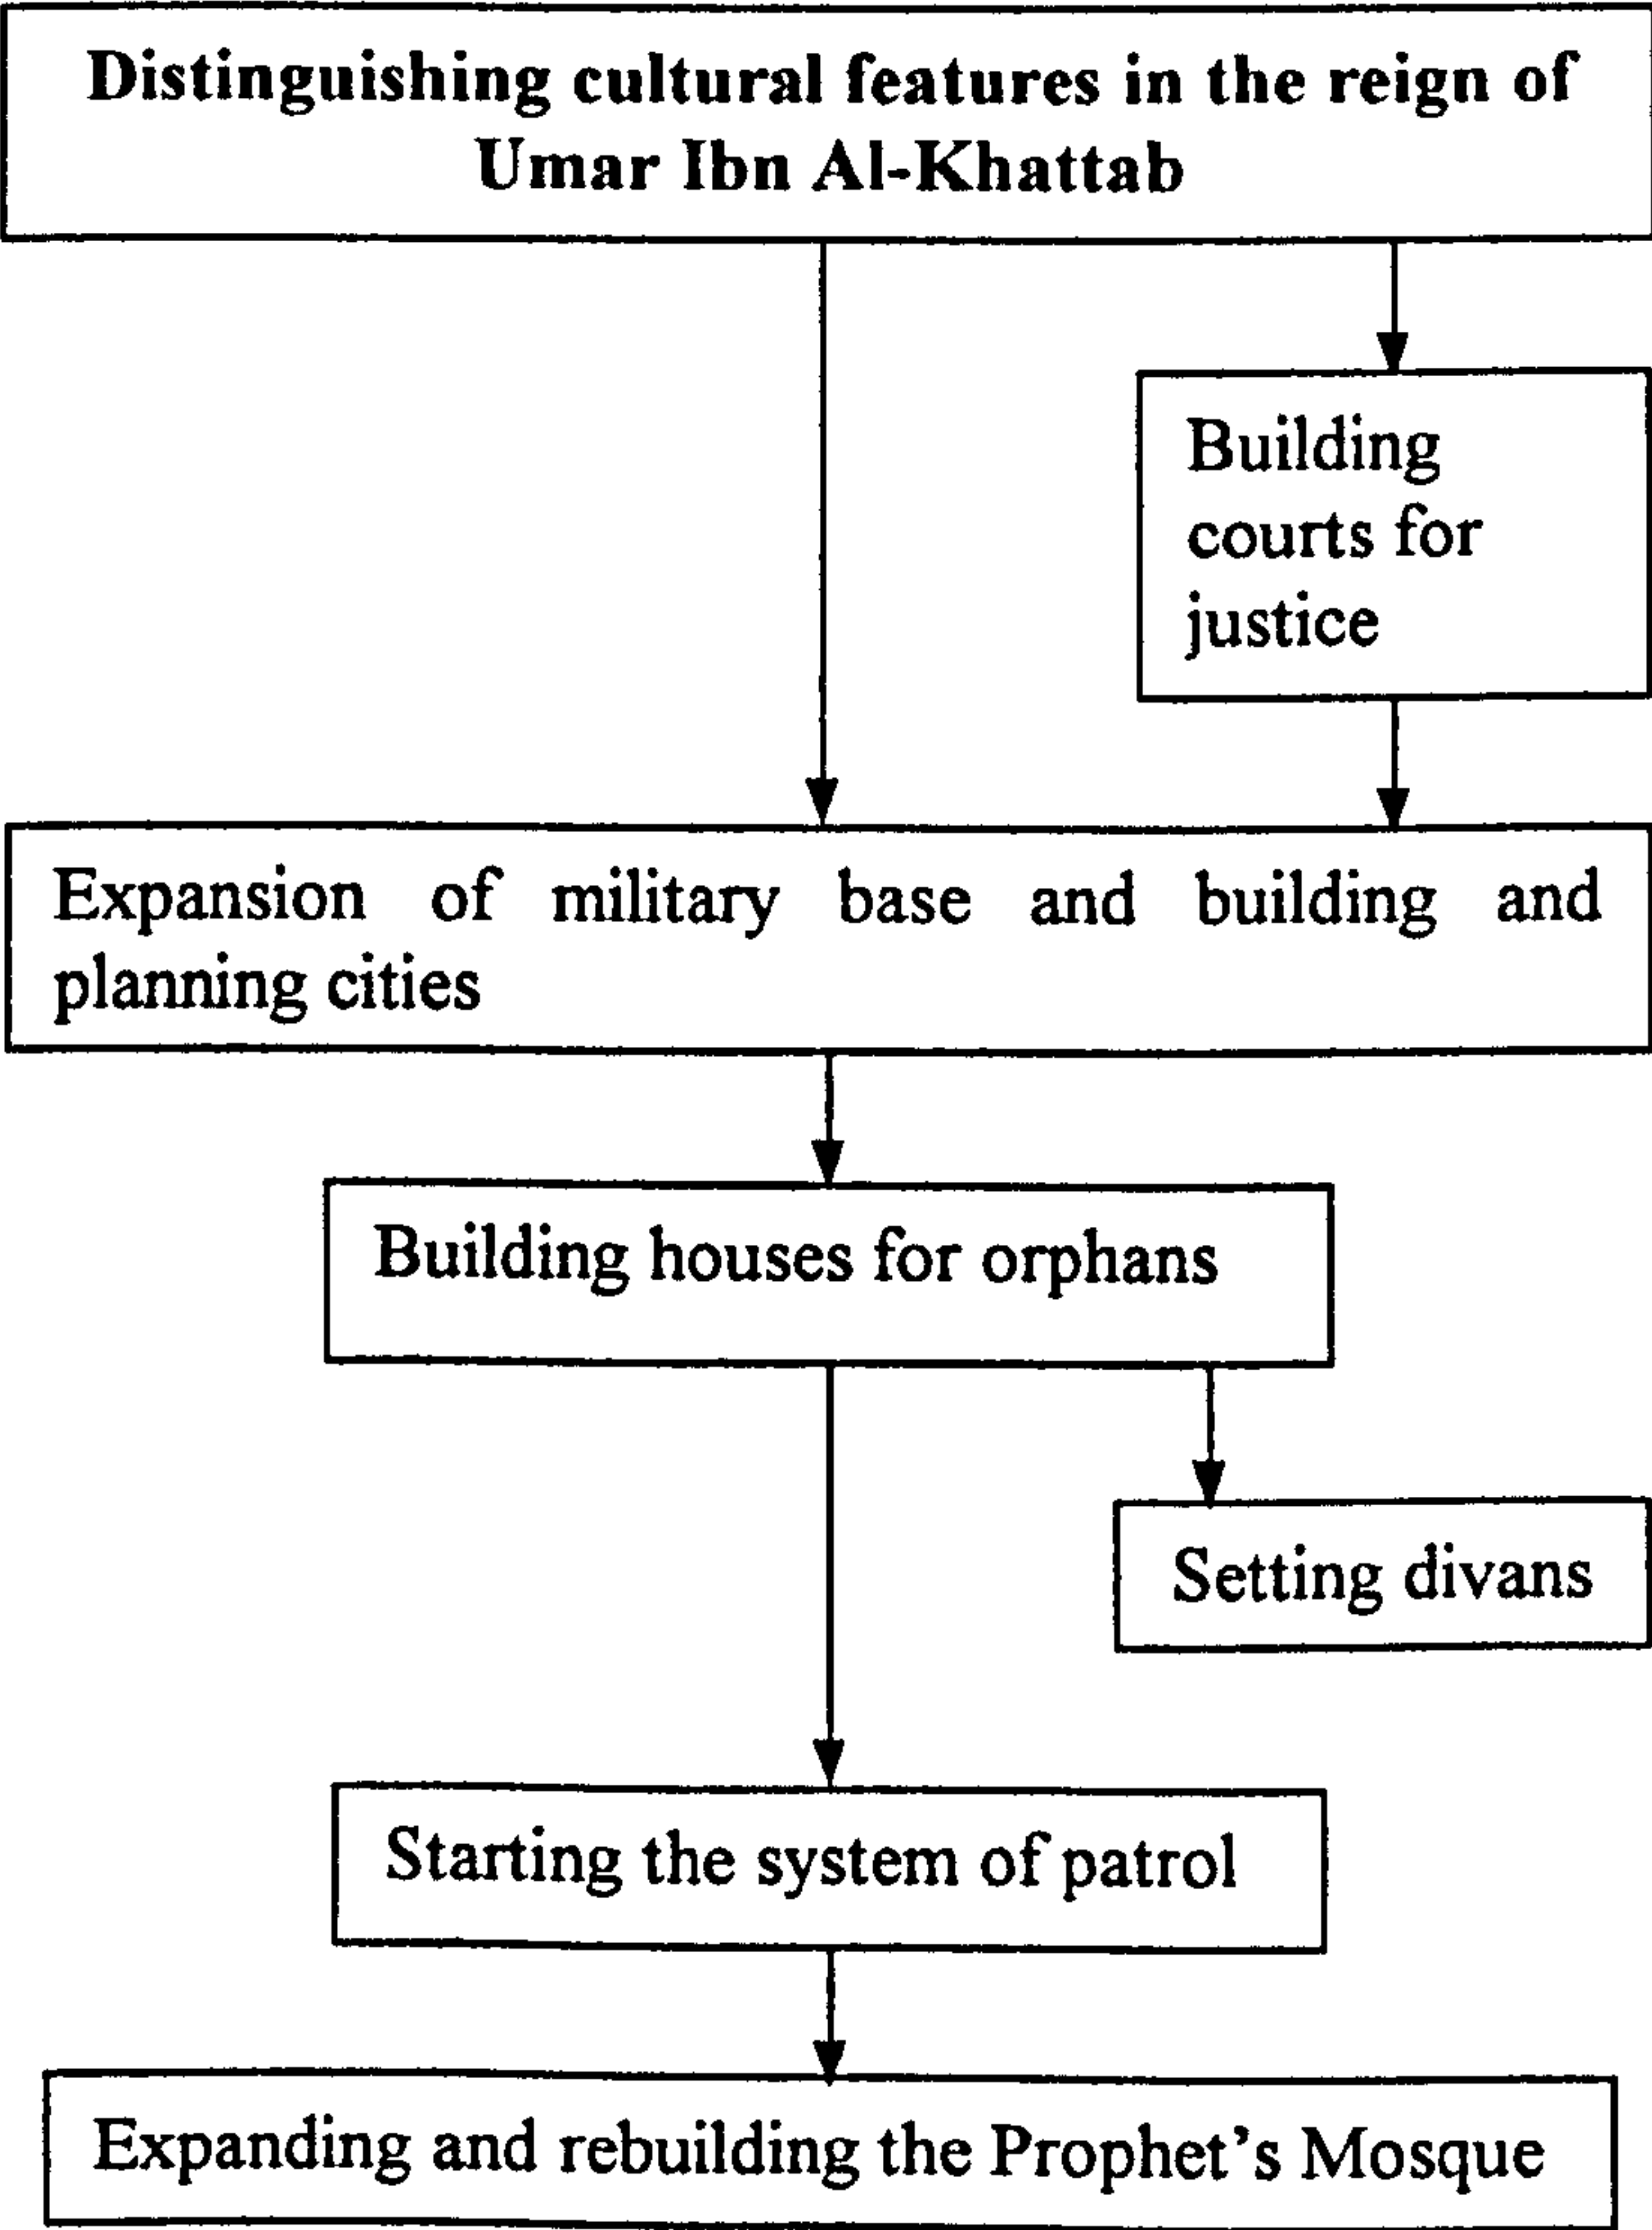 Distinguishing cultural features in the reign of
Umar Ibn Al-Khattab
Building
courts for
justice
Expansion of military base and building and
planning cities
Building houses for orphans
Setting divans
Starting the system of patrol
Expanding and rebuilding the Prophet's Mosque